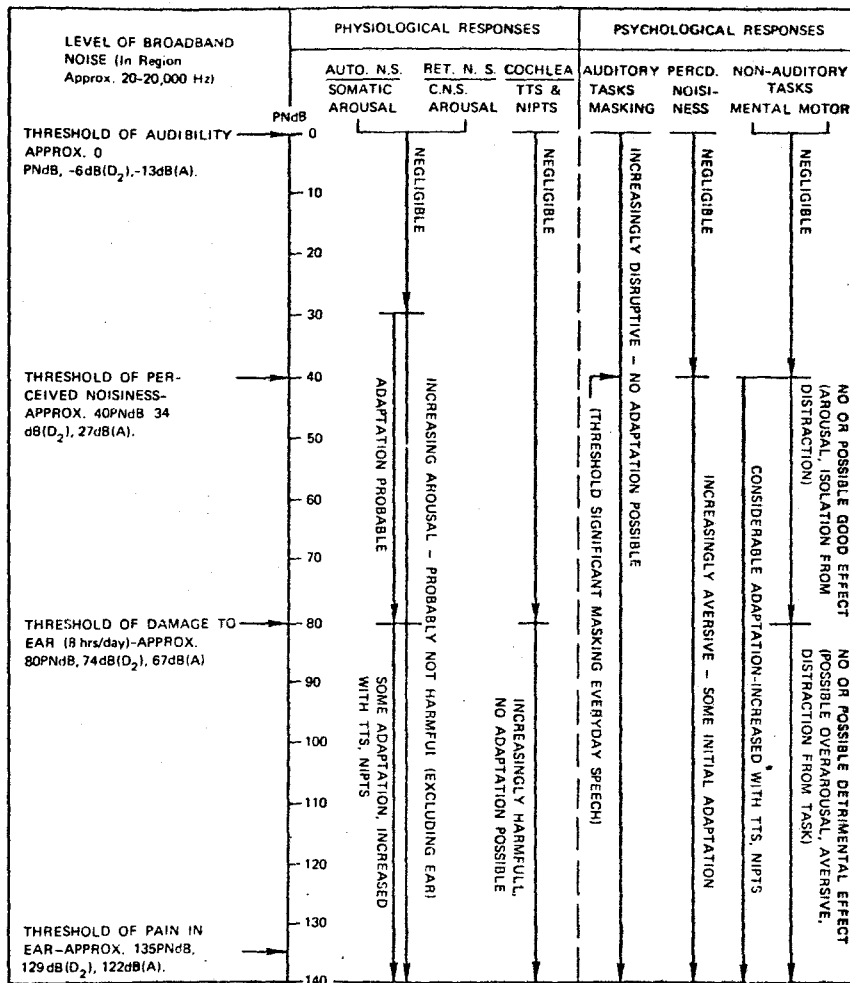 LEVEL OF BROADBAND
NOISE (In Region
Approx. 20-20,000 Hz)
PHYSIOLOGICAL RESPONSES
PSYCHOLOGICAL RESPONSES
AUTO. N.S.
SOMATIC
AROUSAL
RET. N. S.
C.N.S.
AROUSAL
COCHLEA
TTS &
NIPTS
AUDITORY
TASKS
MASKING
PERCD.
NOISI-
NESS
NON-AUDITORY
TASKS
MENTAL MOTOR
PNdB
0
10
20
30
40
50
60
70
80
90
100
110
120
130
140
THRESHOLD OF AUDIBILITY
APPROX. 0
PNdB, -6dB(D₂),-13dB(A).
THRESHOLD OF PER-
CEIVED NOISINESS-
APPROX. 40PNdB 34
dB(D₂), 27dB(A).
THRESHOLD OF DAMAGE TO
EAR (8 hrs/day)-APPROX.
80PNdB, 74dB(D₂), 67dB(A)
THRESHOLD OF PAIN IN
EAR-APPROX. 135PNdB,
129dB(D₂), 122dB(A).
NEGLIGIBLE
ADAPTATION PROBABLE
SOME ADAPTATION, INCREASED
WITH TTS, NIPTS
INCREASING AROUSAL - PROBABLY NOT HARMFUL (EXCLUDING EAR)
NEGLIGIBLE
INCREASINGLY HARMFULL,
NO ADAPTATION POSSIBLE
INCREASINGLY DISRUPTIVE - NO ADAPTATION POSSIBLE
(THRESHOLD SIGNIFICANT MASKING EVERYDAY SPEECH)
NEGLIGIBLE
INCREASINGLY AVERSIVE - SOME INITIAL ADAPTATION
NEGLIGIBLE
CONSIDERABLE ADAPTATION-INCREASED WITH TTS, NIPTS
NO OR POSSIBLE GOOD EFFECT
(AROUSAL, ISOLATION FROM
DISTRACTION)
NO OR POSSIBLE DETRIMENTAL EFFECT
(POSSIBLE OVERAROUSAL, AVERSIVE,
DISTRACTION FROM TASK)